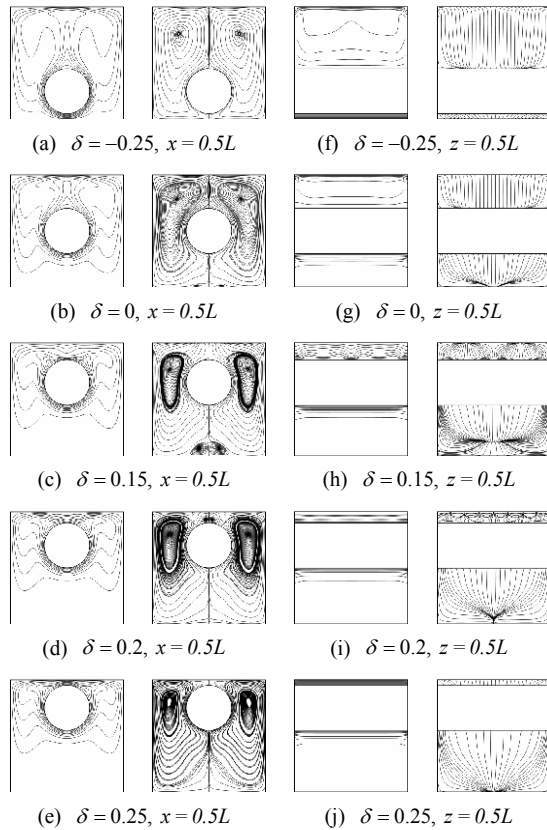 (a) δ = −0.25, x = 0.5L
(f) δ = −0.25, z = 0.5L
(b) δ = 0, x = 0.5L
(g) δ = 0, z = 0.5L
(c) δ = 0.15, x = 0.5L
(h) δ = 0.15, z = 0.5L
(d) δ = 0.2, x = 0.5L
(i) δ = 0.2, z = 0.5L
(e) δ = 0.25, x = 0.5L
(j) δ = 0.25, z = 0.5L